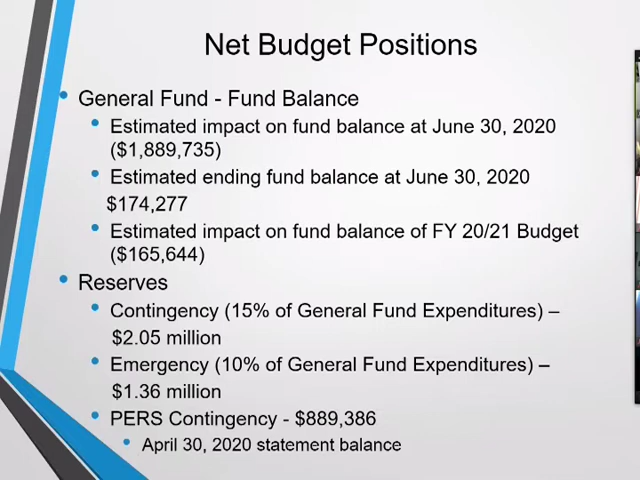 Net Budget Positions
General Fund - Fund Balance
Estimated impact on fund balance at June 30, 2020
($1,889,735)
Estimated ending fund balance at June 30, 2020
$174,277
Estimated impact on fund balance of FY 20/21 Budget
($165,644)
Reserves
Contingency (15% of General Fund Expenditures) –
$2.05 million
Emergency (10% of General Fund Expenditures) –
$1.36 million
PERS Contingency - $889,386
April 30, 2020 statement balance